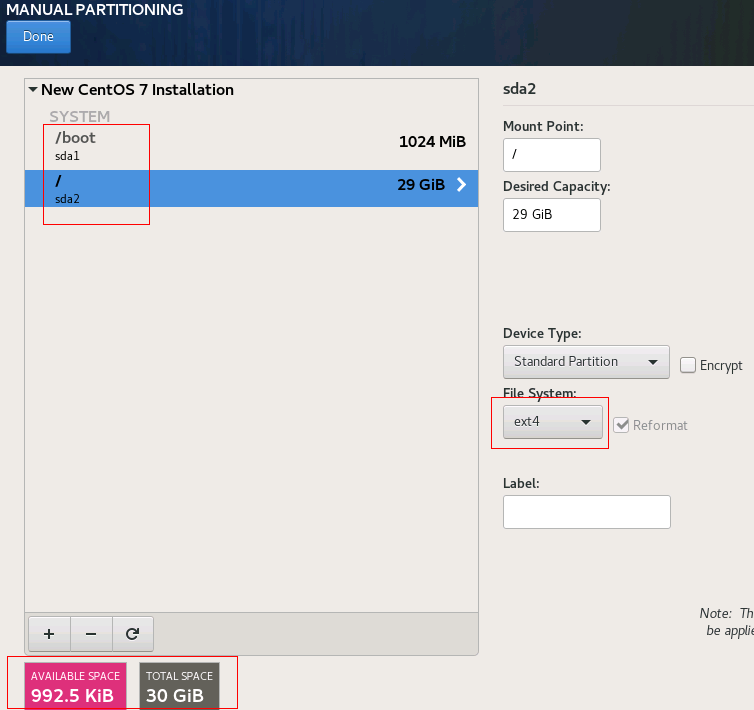 MANUAL PARTITIONING
Done
New CentOS 7 Installation
SYSTEM
/boot
sda1
1024 MiB
/
sda2
29 GiB
sda2
Mount Point:
/
Desired Capacity:
29 GiB
Device Type:
Standard Partition
Encrypt
File System:
ext4
Reformat
Label:
Note: Th
be applie
+ −
AVAILABLE SPACE
992.5 KiB
TOTAL SPACE
30 GiB